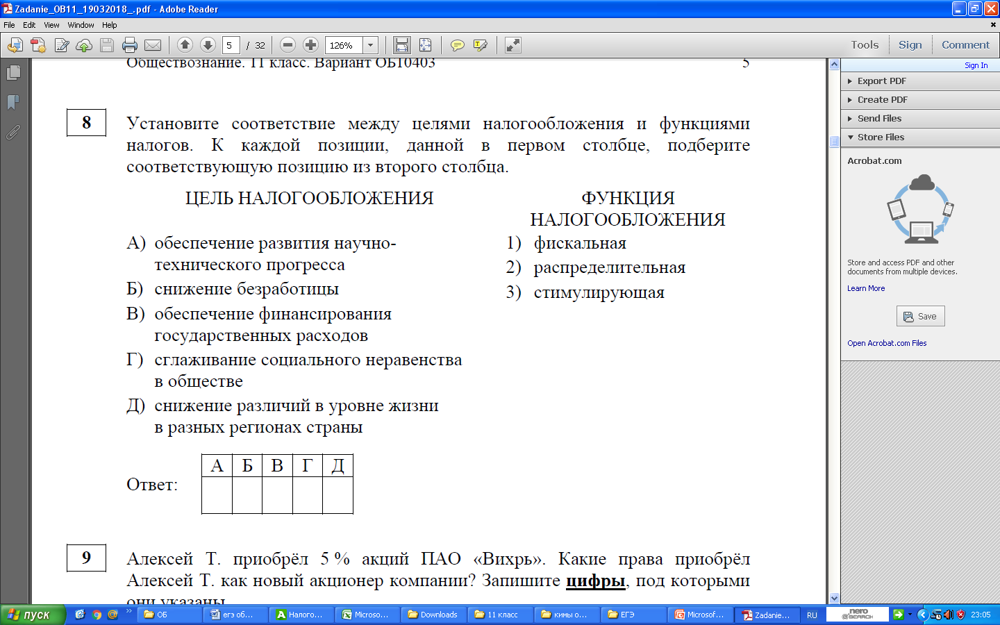 Zadanie_OB11_19032018_.pdf - Adobe Reader
File Edit View Window Help
5 / 32 126% Tools Sign Comment
Sign In
Export PDF
Create PDF
Send Files
Store Files
Acrobat.com
Store and access PDF and other
documents from multiple devices.
Learn More
Save
Open Acrobat.com Files
Обществознание. 11 класс. Вариант ОБ10403 5
8 Установите соответствие между целями налогообложения и функциями
налогов. К каждой позиции, данной в первом столбце, подберите
соответствующую позицию из второго столбца.
ЦЕЛЬ НАЛОГООБЛОЖЕНИЯ
А) обеспечение развития научно-
технического прогресса
Б) снижение безработицы
В) обеспечение финансирования
государственных расходов
Г) сглаживание социального неравенства
в обществе
Д) снижение различий в уровне жизни
в разных регионах страны
ФУНКЦИЯ
НАЛОГООБЛОЖЕНИЯ
1) фискальная
2) распределительная
3) стимулирующая
Ответ:
А Б В Г Д
9 Алексей Т. приобрёл 5 % акций ПАО «Вихрь». Какие права приобрёл
Алексей Т. как новый акционер компании? Запишите цифры, под которыми
они указаны.
пуск ОБ егэ об... Налого... Microso... Downloads 11 класс кимы о... ЕГЭ Microsof... Zadanie... RU nero SEARCH 23:05